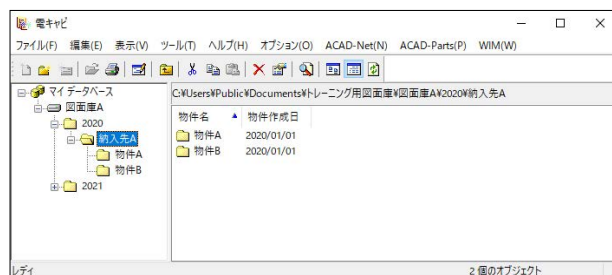 電キャビ
ファイル(F) 編集(E) 表示(V) ツール(T) ヘルプ(H) オプション(O) ACAD-Net(N) ACAD-Parts(P) WIM(W)
マイ データベース
図面庫A
2020
納入先A
物件A
物件B
2021
C:¥Users¥Public¥Documents¥トレーニング用図面庫¥図面庫A¥2020¥納入先A
物件名 ▲ 物件作成日
物件A 2020/01/01
物件B 2020/01/01
レディ 2 個のオブジェクト